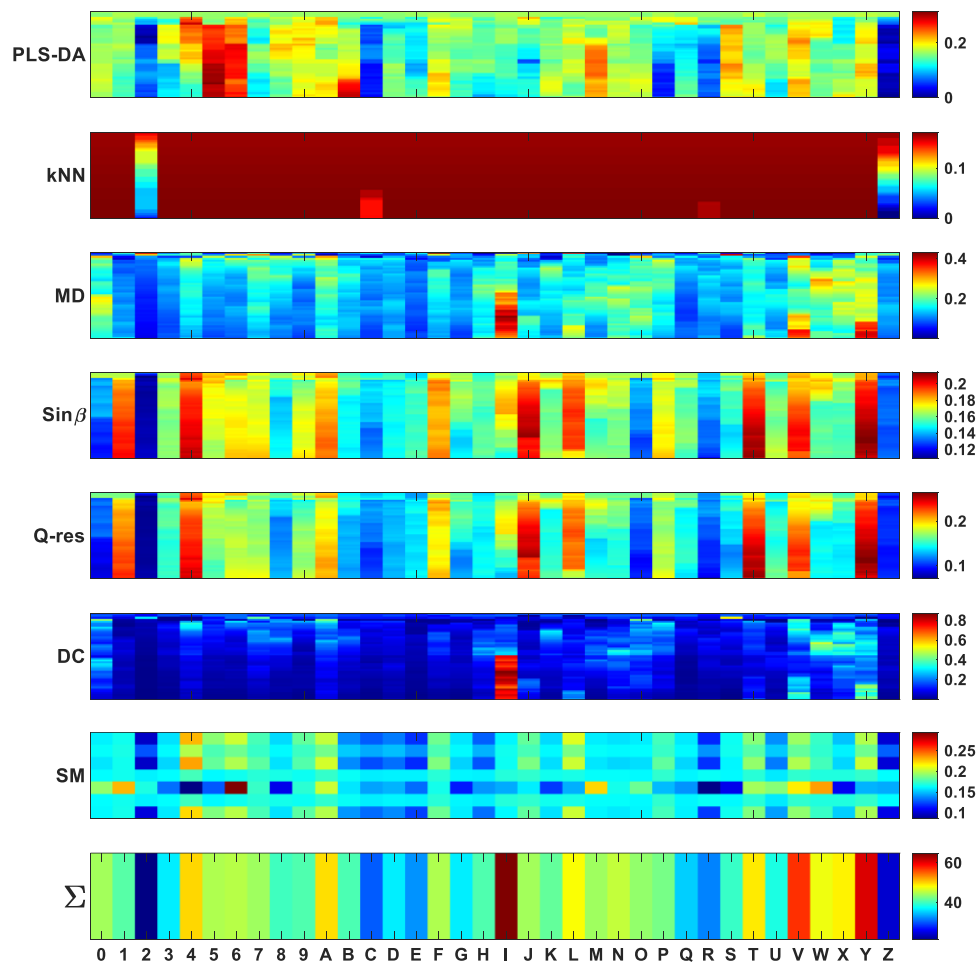 PLS-DA
0.2
0
kNN
0.1
0
MD
0.4
0.2
Sin β
0.2
0.18
0.16
0.14
0.12
Q-res
0.2
0.1
DC
0.8
0.6
0.4
0.2
SM
0.25
0.2
0.15
0.1
Σ
60
40
0 1 2 3 4 5 6 7 8 9 A B C D E F G H I J K L M N O P Q R S T U V W X Y Z